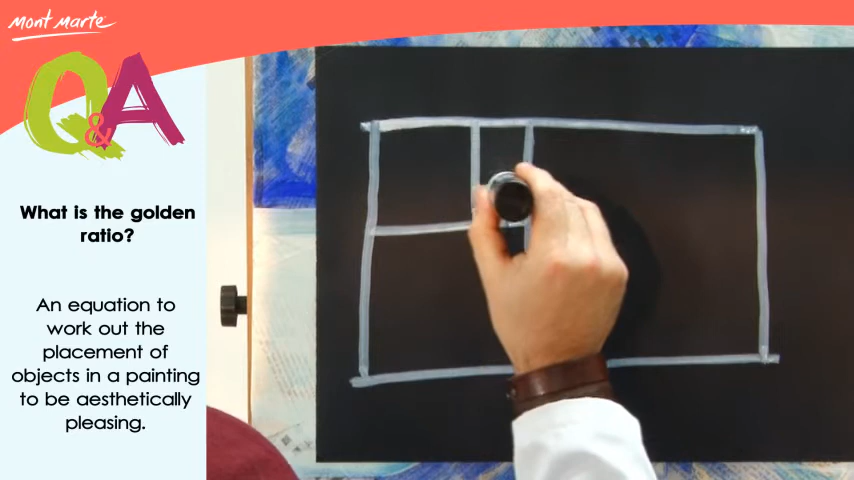 Mont Marte
Q&A
What is the golden
ratio?
An equation to
work out the
placement of
objects in a painting
to be aesthetically
pleasing.